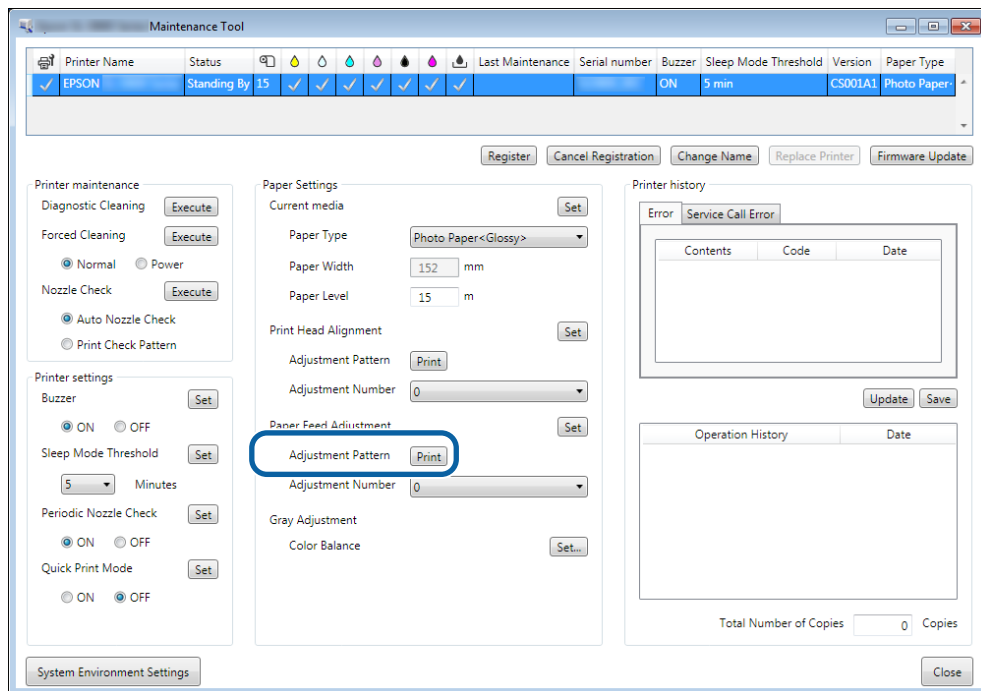 Maintenance Tool
Printer Name Status Last Maintenance Serial number Buzzer Sleep Mode Threshold Version Paper Type
EPSON Standing By 15 ON 5 min CS001A1 Photo Paper
Register Cancel Registration Change Name Replace Printer Firmware Update
Printer maintenance
Diagnostic Cleaning Execute
Forced Cleaning Execute
Normal Power
Nozzle Check Execute
Auto Nozzle Check
Print Check Pattern
Printer settings
Buzzer Set
ON OFF
Sleep Mode Threshold Set
5 Minutes
Periodic Nozzle Check Set
ON OFF
Quick Print Mode Set
ON OFF
Paper Settings
Current media Set
Paper Type Photo Paper<Glossy>
Paper Width 152 mm
Paper Level 15 m
Print Head Alignment Set
Adjustment Pattern Print
Adjustment Number 0
Paper Feed Adjustment Set
Adjustment Pattern Print
Adjustment Number 0
Gray Adjustment
Color Balance Set...
Printer history
Error Service Call Error
Contents Code Date
Update Save
Operation History Date
Total Number of Copies 0 Copies
System Environment Settings Close